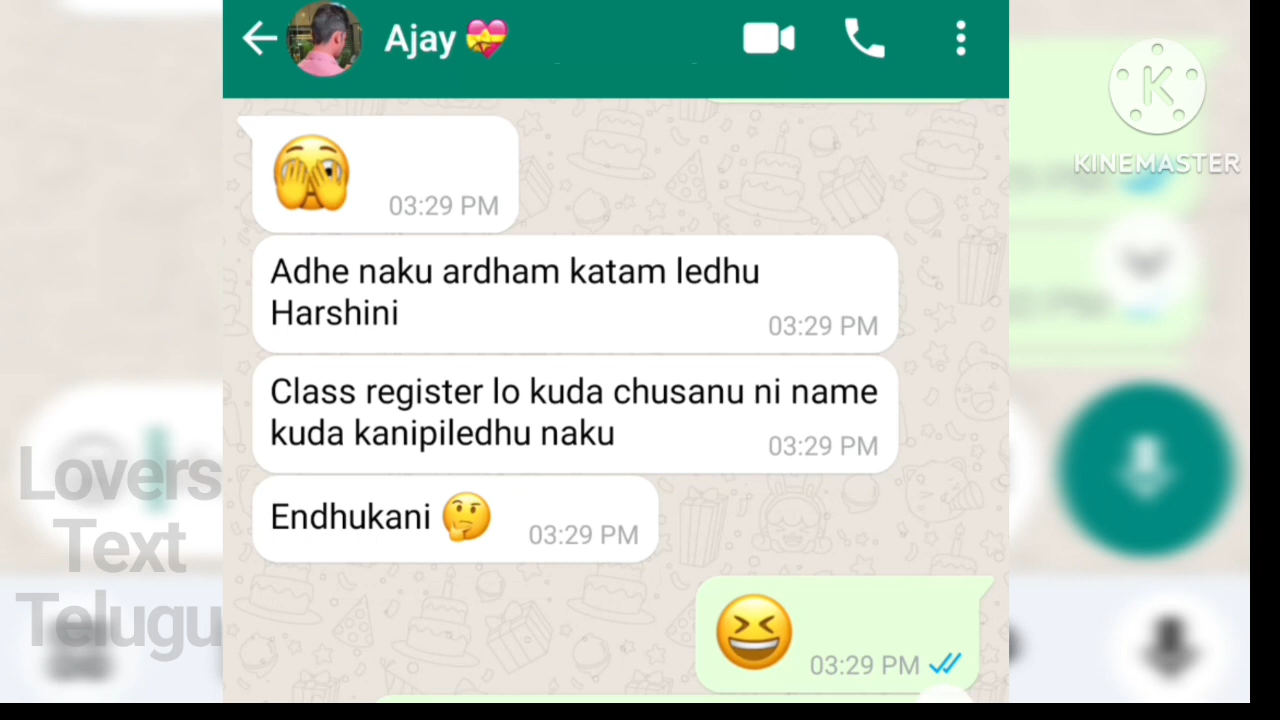 Ajay 💝
KINEMASTER
🫣
03:29 PM
Adhe naku ardham katam ledhu
Harshini
03:29 PM
Class register lo kuda chusanu ni name
kuda kanipiledhu naku
03:29 PM
Endhukani 🤔
03:29 PM
😆
03:29 PM
Lovers
Text
Telugu